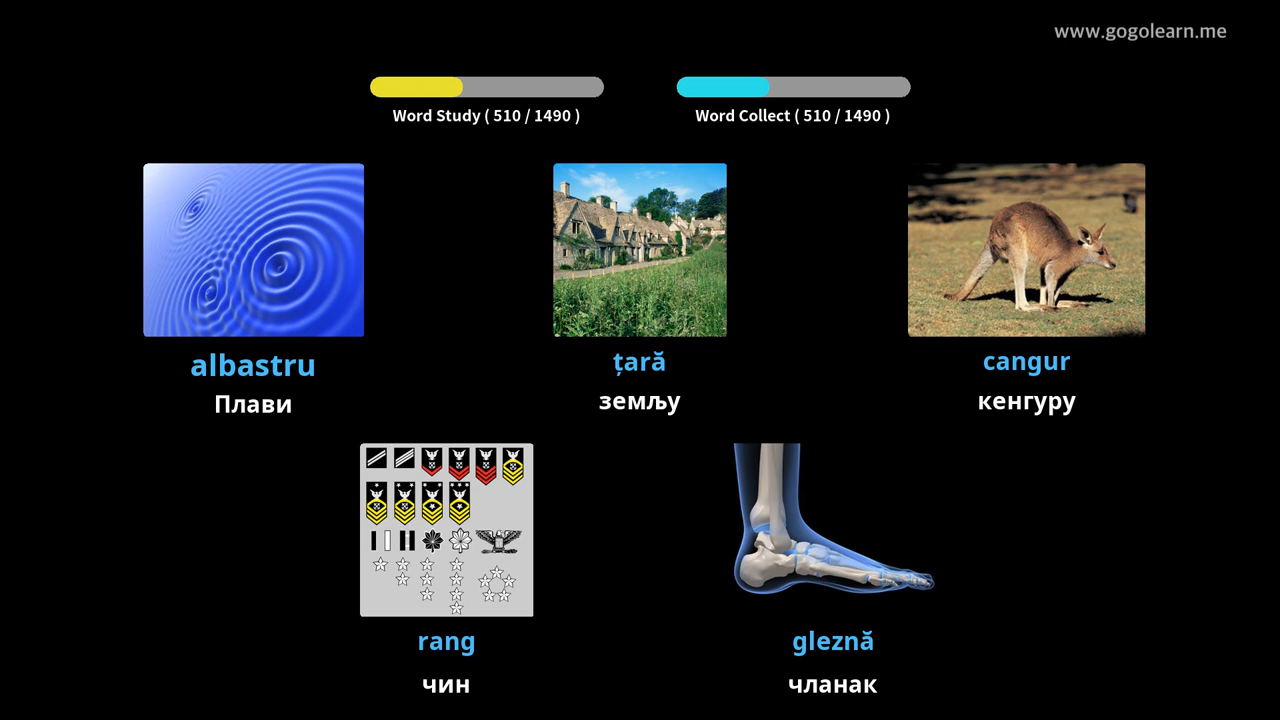 www.gogolearn.me
Word Study ( 510 / 1490 )
Word Collect ( 510 / 1490 )
albastru
Плави
țară
земљу
cangur
кенгуру
rang
чин
gleznă
чланак